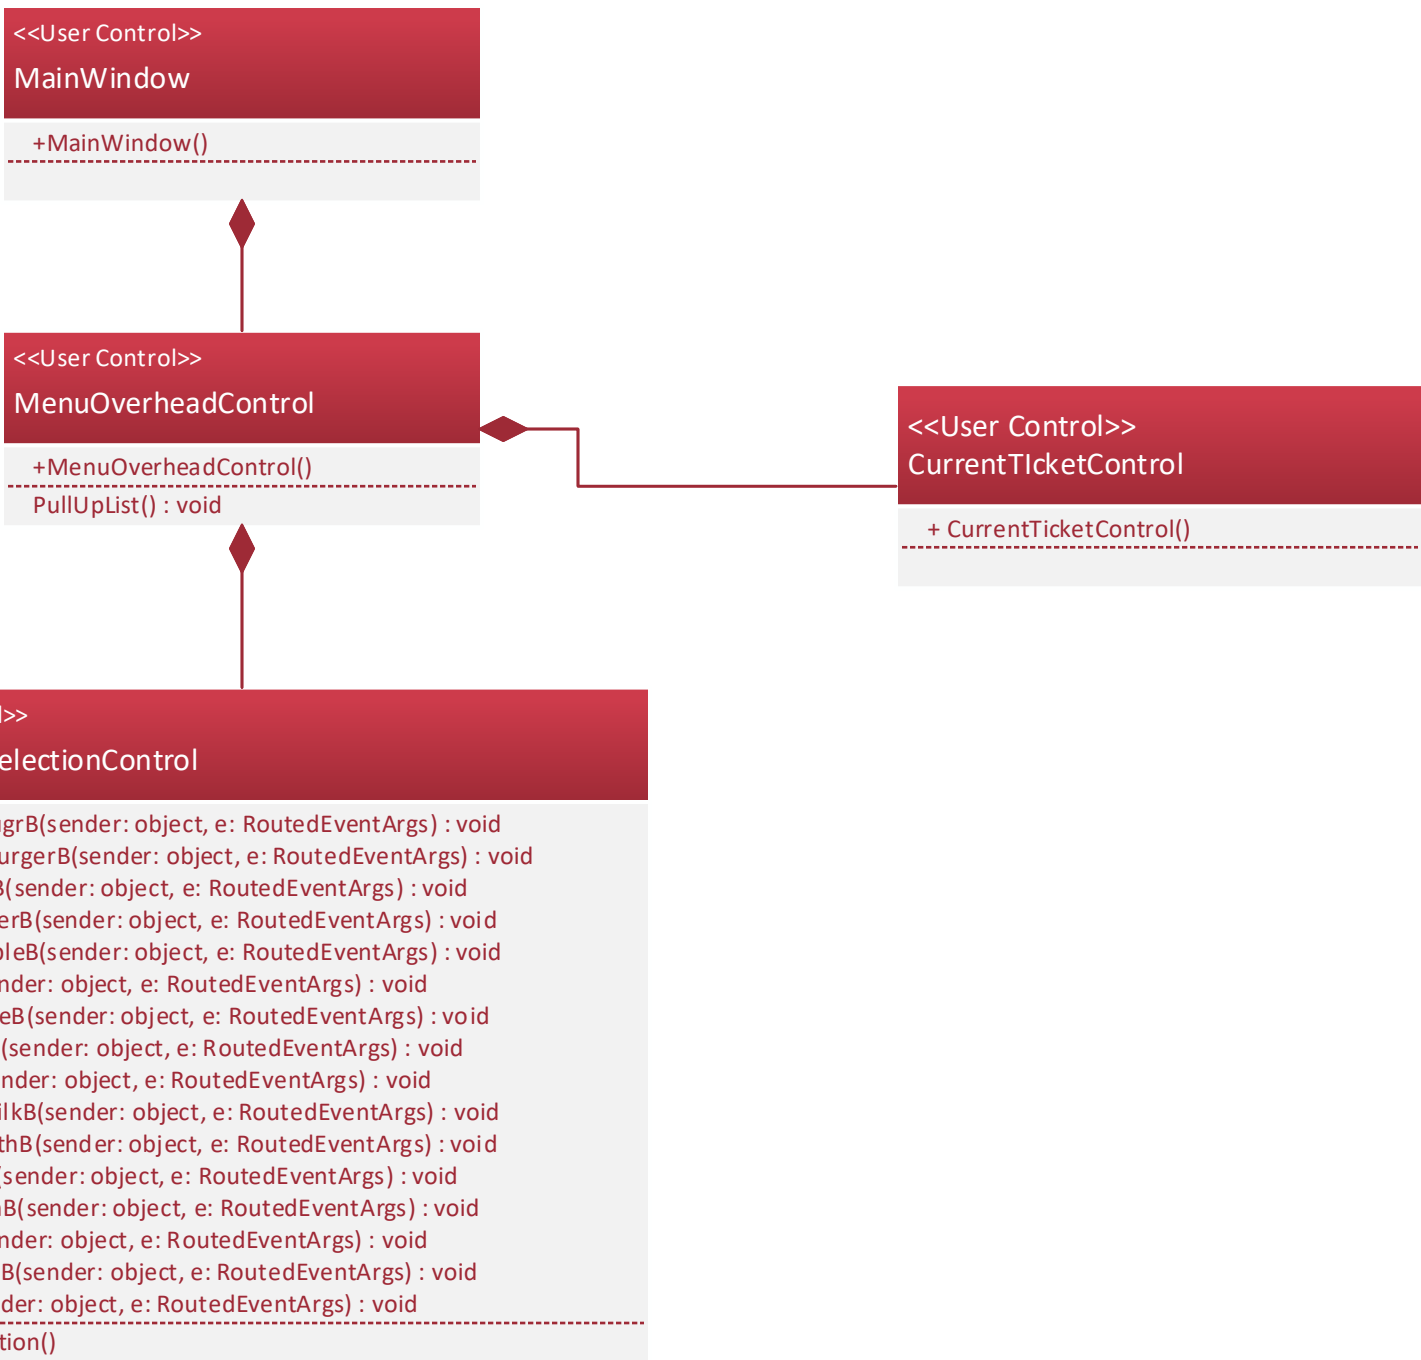 <<User Control>>
MainWindow
+MainWindow()
<<User Control>>
MenuOverheadControl
+MenuOverheadControl()
PullUpList() : void
<<User Control>>
CurrentTIcketControl
+ CurrentTicketControl()
l>>
electionControl
ugrB(sender: object, e: RoutedEventArgs) : void
urgerB(sender: object, e: RoutedEventArgs) : void
B(sender: object, e: RoutedEventArgs) : void
erB(sender: object, e: RoutedEventArgs) : void
pleB(sender: object, e: RoutedEventArgs) : void
nder: object, e: RoutedEventArgs) : void
eB(sender: object, e: RoutedEventArgs) : void
(sender: object, e: RoutedEventArgs) : void
nder: object, e: RoutedEventArgs) : void
ilkB(sender: object, e: RoutedEventArgs) : void
thB(sender: object, e: RoutedEventArgs) : void
(sender: object, e: RoutedEventArgs) : void
B(sender: object, e: RoutedEventArgs) : void
nder: object, e: RoutedEventArgs) : void
B(sender: object, e: RoutedEventArgs) : void
der: object, e: RoutedEventArgs) : void
tion()